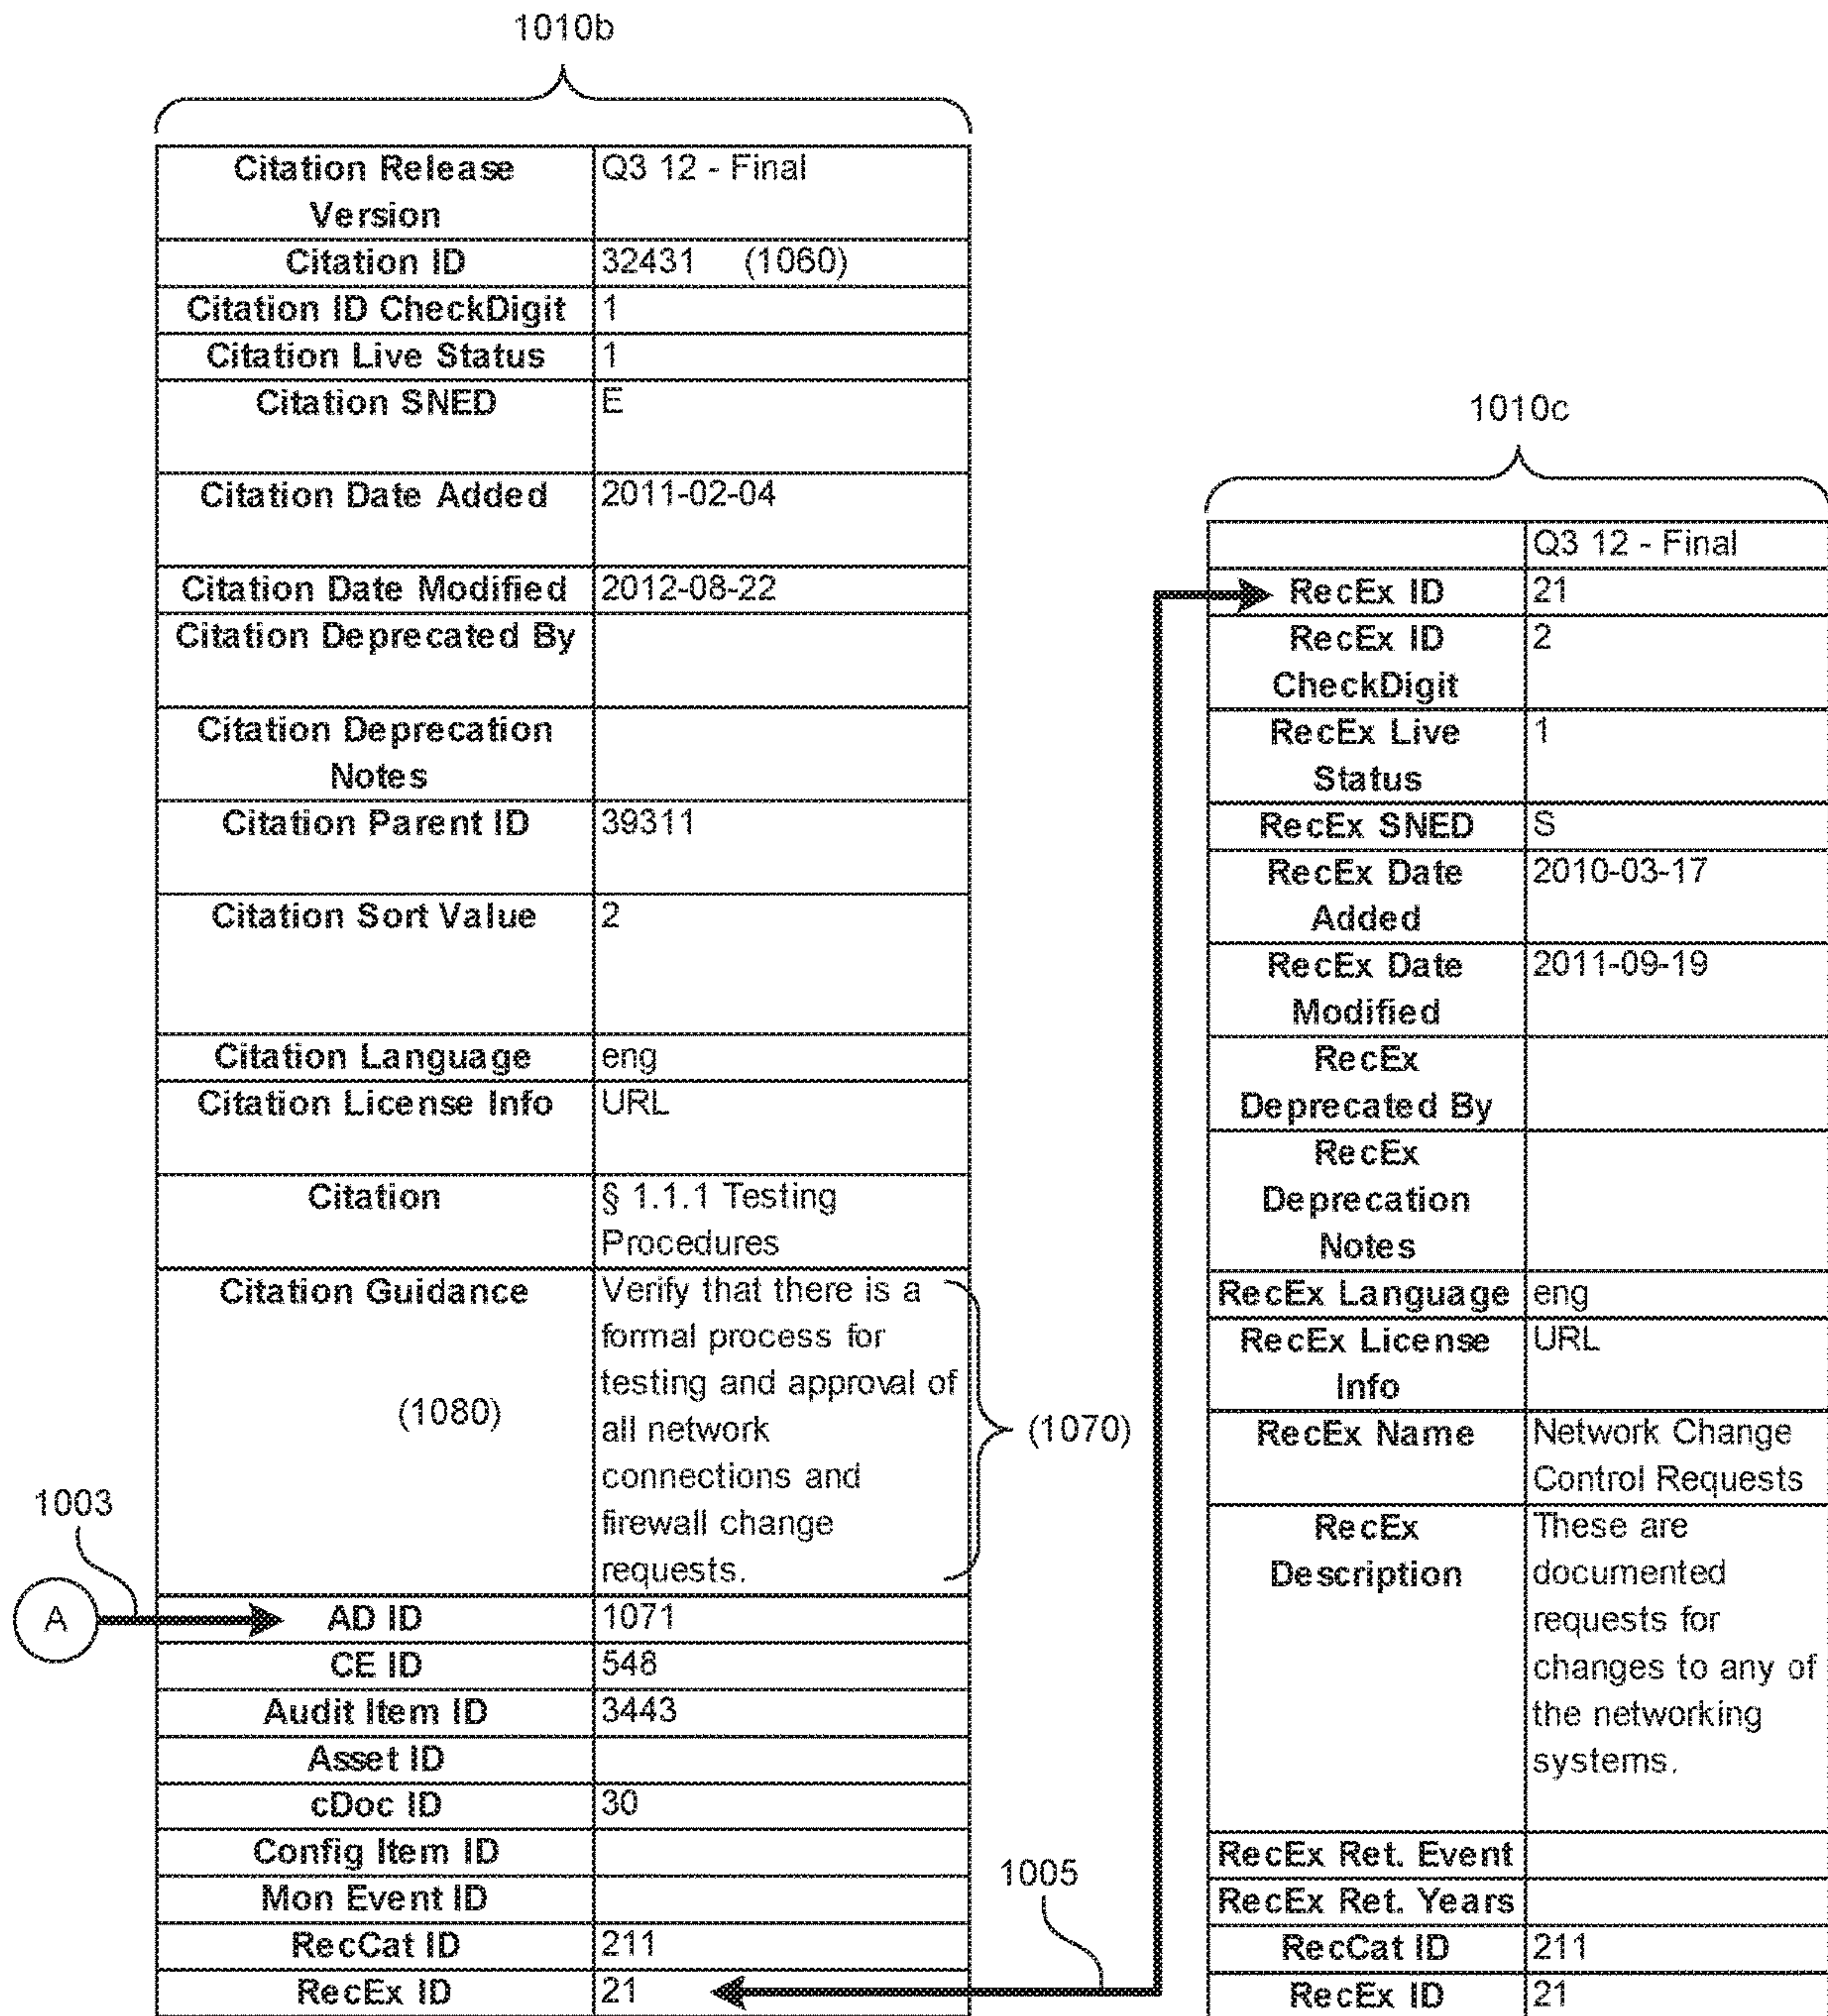 1010b
Citation Release Q3 12 - Final
Version
Citation ID 32431 (1060)
Citation ID CheckDigit 1
Citation Live Status 1
Citation SNED E
Citation Date Added 2011-02-04
Citation Date Modified 2012-08-22
Citation Deprecated By
Citation Deprecation
Notes
Citation Parent ID 39311
Citation Sort Value 2
Citation Language eng
Citation License Info URL
Citation § 1.1.1 Testing
Procedures
Citation Guidance Verify that there is a
formal process for
testing and approval of
(1080) all network (1070)
connections and
firewall change
requests.
1003
A
AD ID 1071
CE ID 548
Audit Item ID 3443
Asset ID
cDoc ID 30
Config Item ID
Mon Event ID
RecCat ID 211
RecEx ID 21
1005
1010c
Q3 12 - Final
RecEx ID 21
RecEx ID 2
CheckDigit
RecEx Live 1
Status
RecEx SNED S
RecEx Date 2010-03-17
Added
RecEx Date 2011-09-19
Modified
RecEx
Deprecated By
RecEx
Deprecation
Notes
RecEx Language eng
RecEx License URL
Info
RecEx Name Network Change
Control Requests
RecEx These are
Description documented
requests for
changes to any of
the networking
systems.
RecEx Ret. Event
RecEx Ret. Years
RecCat ID 211
RecEx ID 21